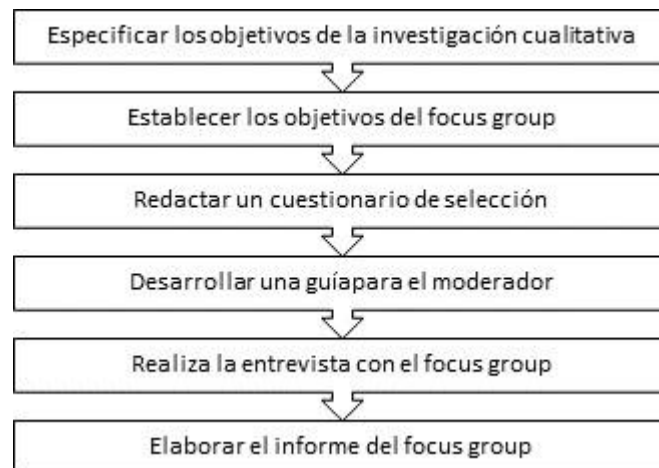 Especificar los objetivos de la investigación cualitativa
Establecer los objetivos del focus group
Redactar un cuestionario de selección
Desarrollar una guíapara el moderador
Realiza la entrevista con el focus group
Elaborar el informe del focus group